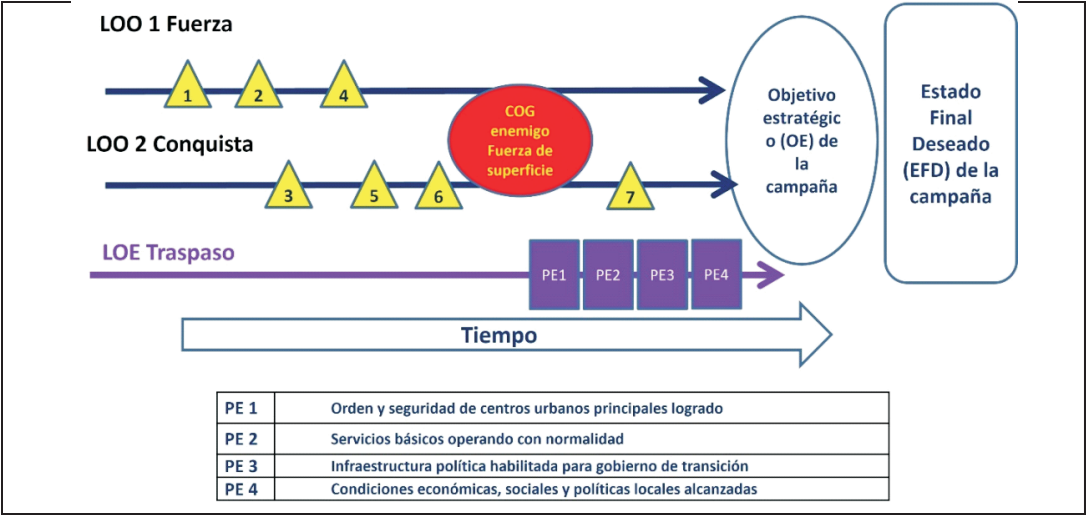 LOO 1 Fuerza
1
2
4
COG
enemigo
Fuerza de
superficie
LOO 2 Conquista
3
5
6
7
Objetivo
estratégic
o (OE) de
la
campaña
Estado
Final
Deseado
(EFD) de la
campaña
LOE Traspaso
PE1
PE2
PE3
PE4
Tiempo
PE 1 Orden y seguridad de centros urbanos principales logrado
PE 2 Servicios básicos operando con normalidad
PE 3 Infraestructura política habilitada para gobierno de transición
PE 4 Condiciones económicas, sociales y políticas locales alcanzadas